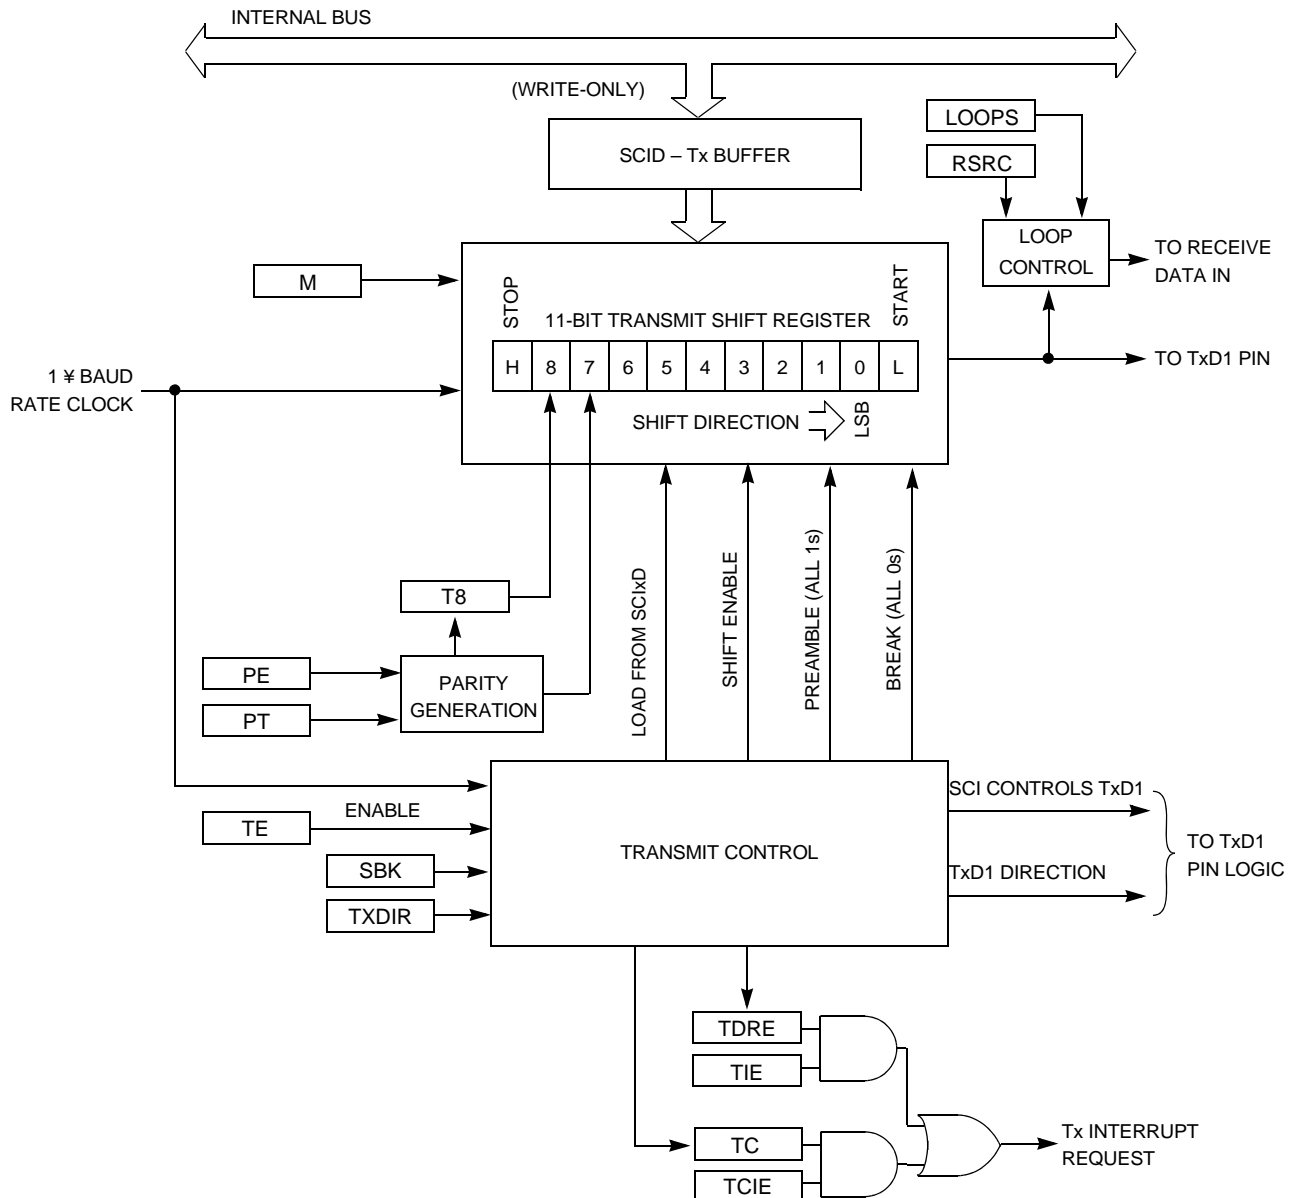 INTERNAL BUS
(WRITE-ONLY)
SCID – Tx BUFFER
LOOPS
RSRC
LOOP
CONTROL
TO RECEIVE
DATA IN
M
STOP
11-BIT TRANSMIT SHIFT REGISTER
START
H 8 7 6 5 4 3 2 1 0 L
1 ¥ BAUD
RATE CLOCK
TO TxD1 PIN
SHIFT DIRECTION
LSB
T8
PE
PT
PARITY
GENERATION
LOAD FROM SCIxD
SHIFT ENABLE
PREAMBLE (ALL 1s)
BREAK (ALL 0s)
TE
ENABLE
SBK
TXDIR
TRANSMIT CONTROL
SCI CONTROLS TxD1
TxD1 DIRECTION
TO TxD1
PIN LOGIC
TDRE
TIE
TC
TCIE
Tx INTERRUPT
REQUEST